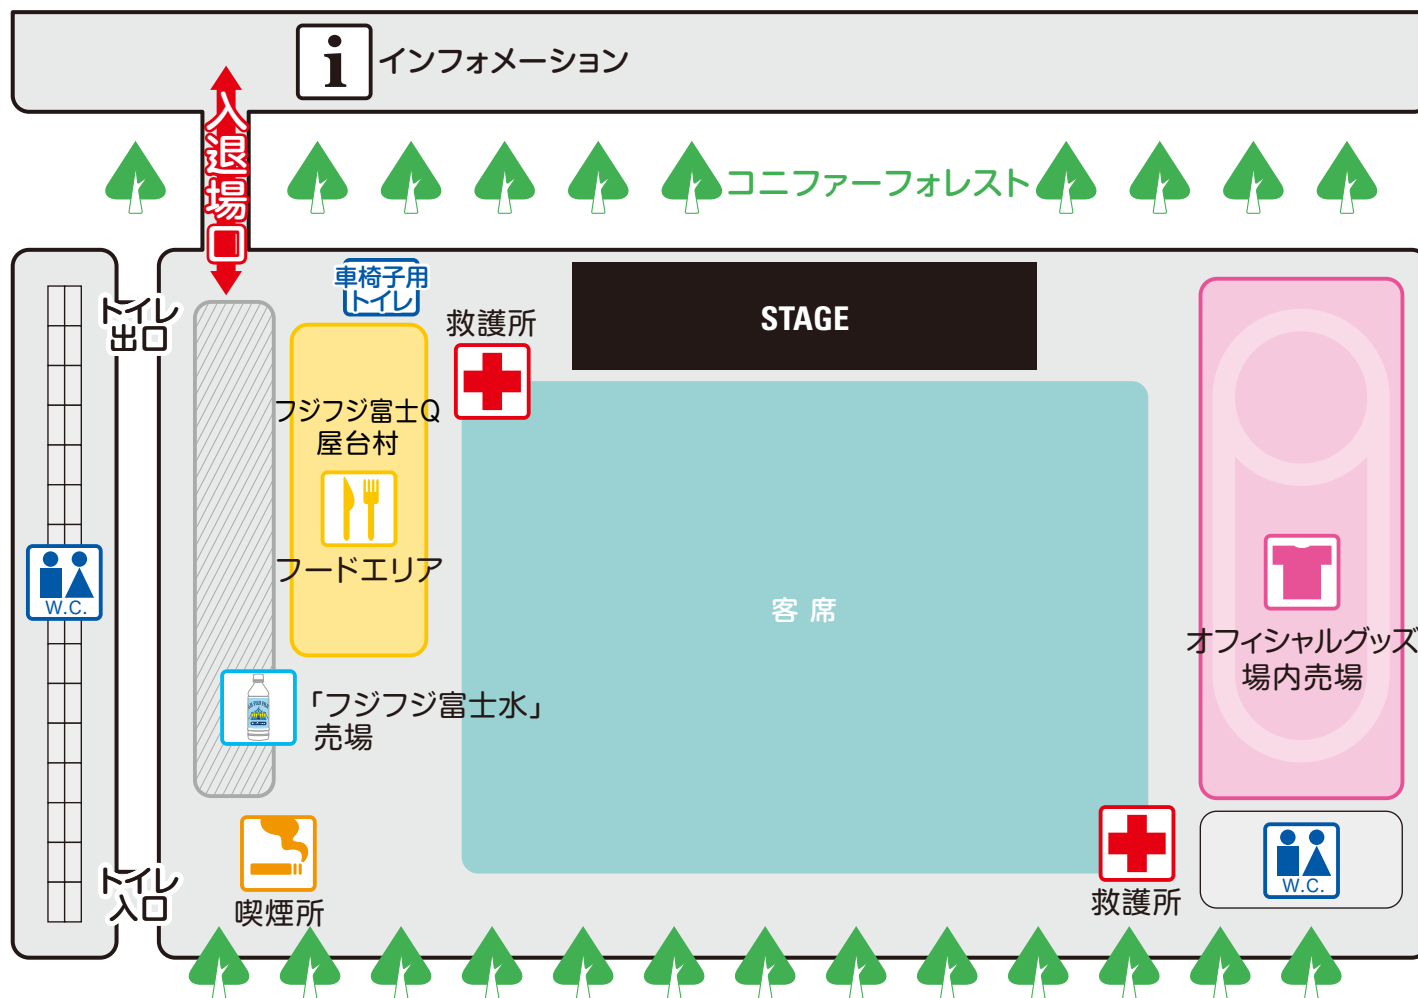 i
インフォメーション
入退場口
コニファーフォレスト
車椅子用
トイレ
トイレ
出口
救護所
STAGE
フジフジ富士Q
屋台村
フードエリア
W.C.
客席
オフィシャルグッズ
場内売場
「フジフジ富士水」
売場
トイレ
入口
喫煙所
救護所
W.C.